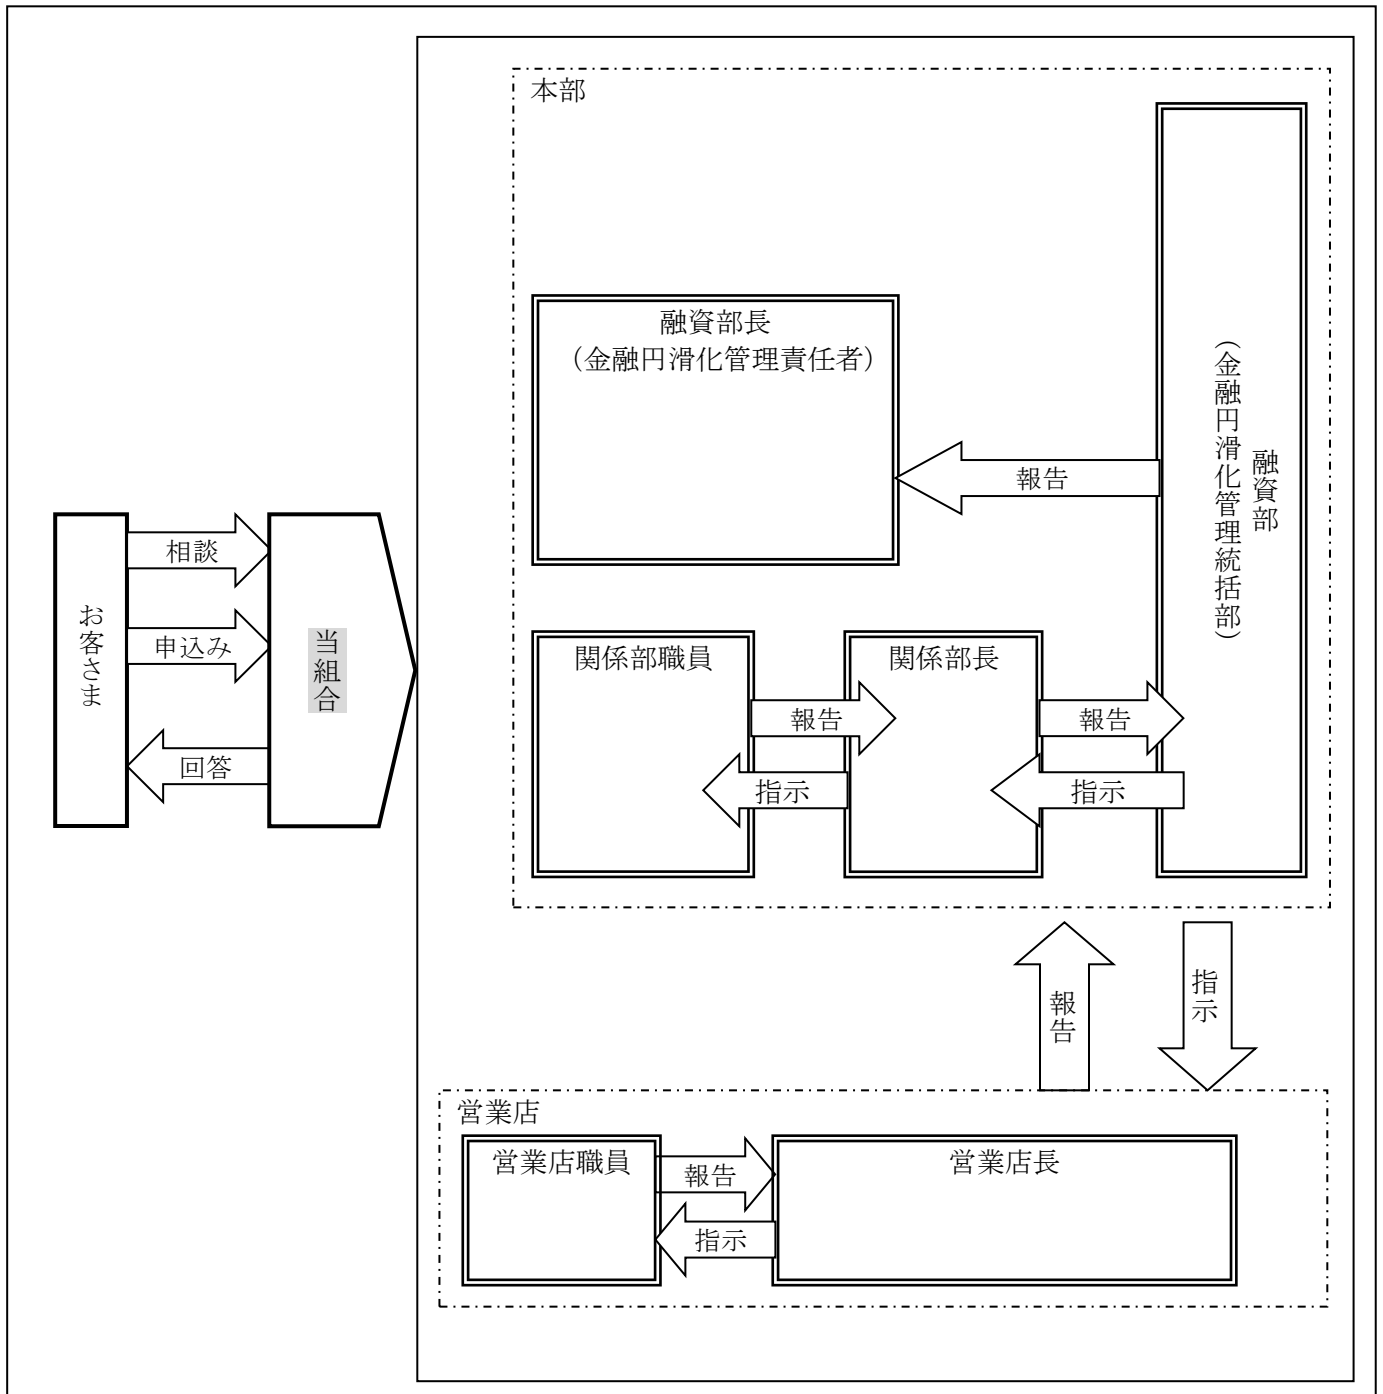 本部
融資部長
（金融円滑化管理責任者）
融資部
（金融円滑化管理統括部）
報告
お客さま
相談
申込み
回答
当組合
関係部職員
報告
指示
関係部長
報告
指示
報告
指示
営業店
営業店職員
報告
指示
営業店長